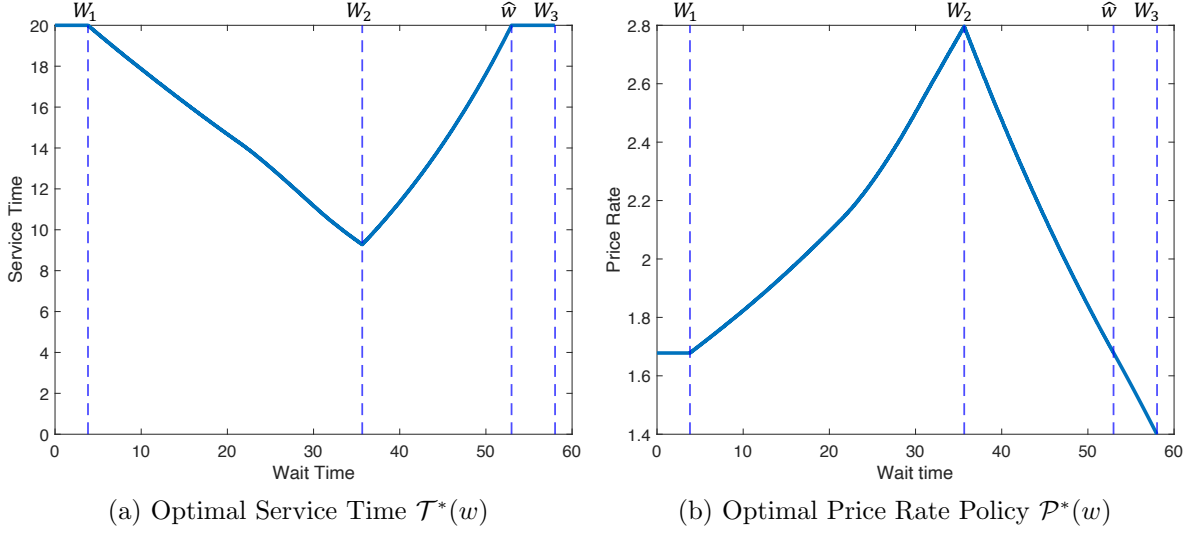 W₁ W₂ ŵ W₃
20
18
16
14
12
10
8
6
4
2
0
Service Time
0 10 20 30 40 50 60
Wait Time
(a) Optimal Service Time 𝒯*(w)
W₁ W₂ ŵ W₃
2.8
2.6
2.4
2.2
2
1.8
1.6
1.4
Price Rate
0 10 20 30 40 50 60
Wait time
(b) Optimal Price Rate Policy 𝒫*(w)